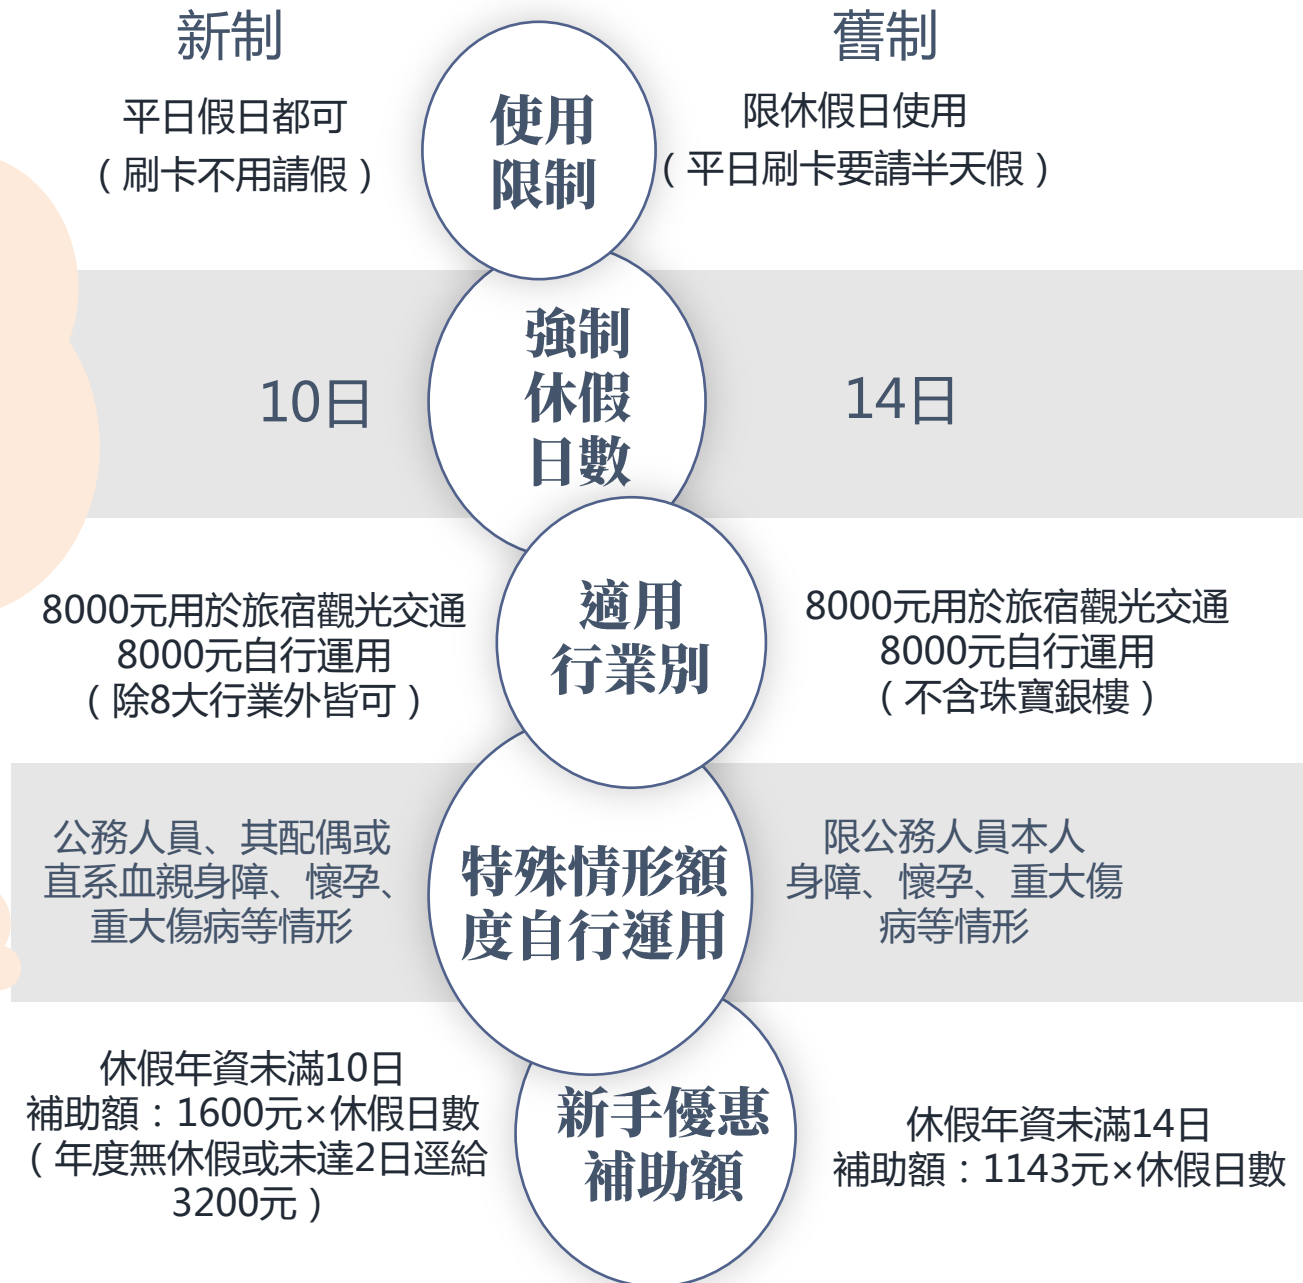 新制
舊制
平日假日都可
（刷卡不用請假）
使用
限制
限休假日使用
（平日刷卡要請半天假）
10日
強制
休假
日數
14日
8000元用於旅宿觀光交通
8000元自行運用
（除8大行業外皆可）
適用
行業別
8000元用於旅宿觀光交通
8000元自行運用
（不含珠寶銀樓）
公務人員、其配偶或
直系血親身障、懷孕、
重大傷病等情形
特殊情形額
度自行運用
限公務人員本人
身障、懷孕、重大傷
病等情形
休假年資未滿10日
補助額：1600元×休假日數
（年度無休假或未達2日逕給
3200元）
新手優惠
補助額
休假年資未滿14日
補助額：1143元×休假日數